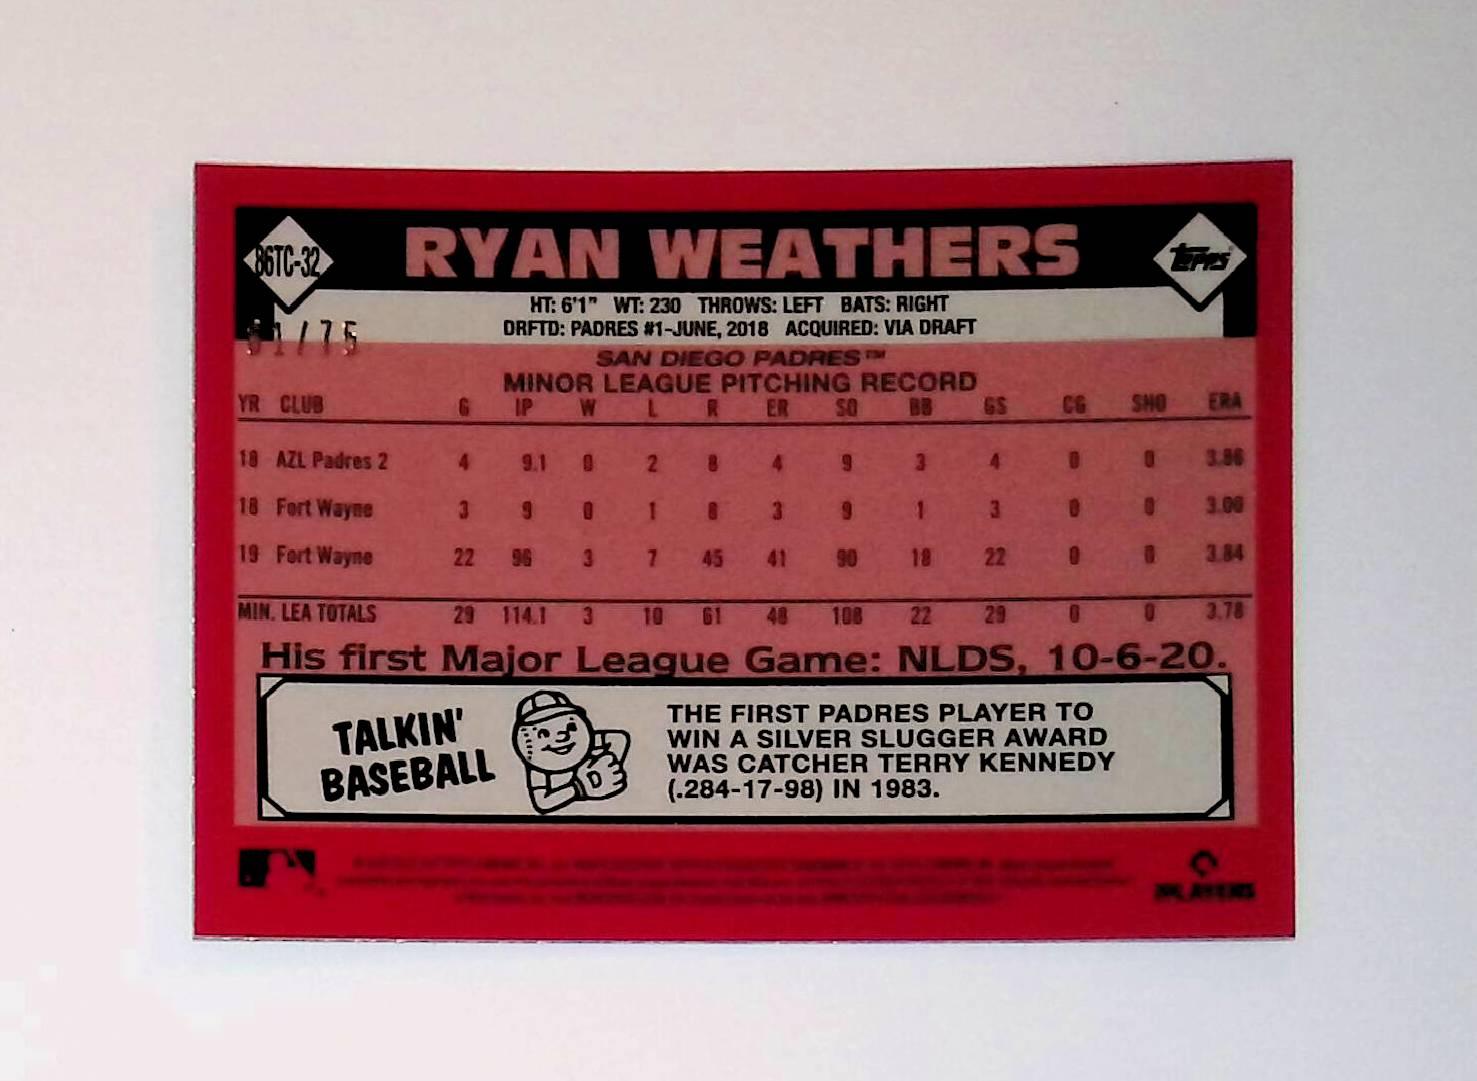 86TC-32 RYAN WEATHERS Topps
HT: 6'1" WT: 230 THROWS: LEFT BATS: RIGHT
DRFTD: PADRES #1-JUNE, 2018 ACQUIRED: VIA DRAFT
/75
SAN DIEGO PADRES™
MINOR LEAGUE PITCHING RECORD
YR CLUB G IP W L R ER SO BB GS CG SHO ERA
18 AZL Padres 2 4 9.1 0 2 8 4 9 3 4 0 0 3.86
18 Fort Wayne 3 9 0 1 8 3 9 1 3 0 0 3.00
19 Fort Wayne 22 96 3 7 45 41 90 18 22 0 0 3.84
MIN. LEA TOTALS 29 114.1 3 10 61 48 108 22 29 0 0 3.78
His first Major League Game: NLDS, 10-6-20.
TALKIN'
BASEBALL
THE FIRST PADRES PLAYER TO
WIN A SILVER SLUGGER AWARD
WAS CATCHER TERRY KENNEDY
(.284-17-98) IN 1983.
PLAYERS